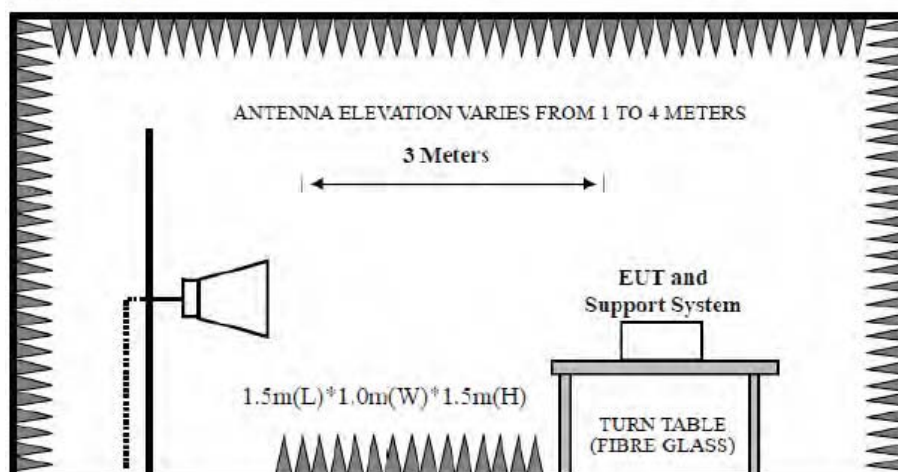 ANTENNA ELEVATION VARIES FROM 1 TO 4 METERS
3 Meters
EUT and
Support System
1.5m(L)*1.0m(W)*1.5m(H)
TURN TABLE
(FIBRE GLASS)